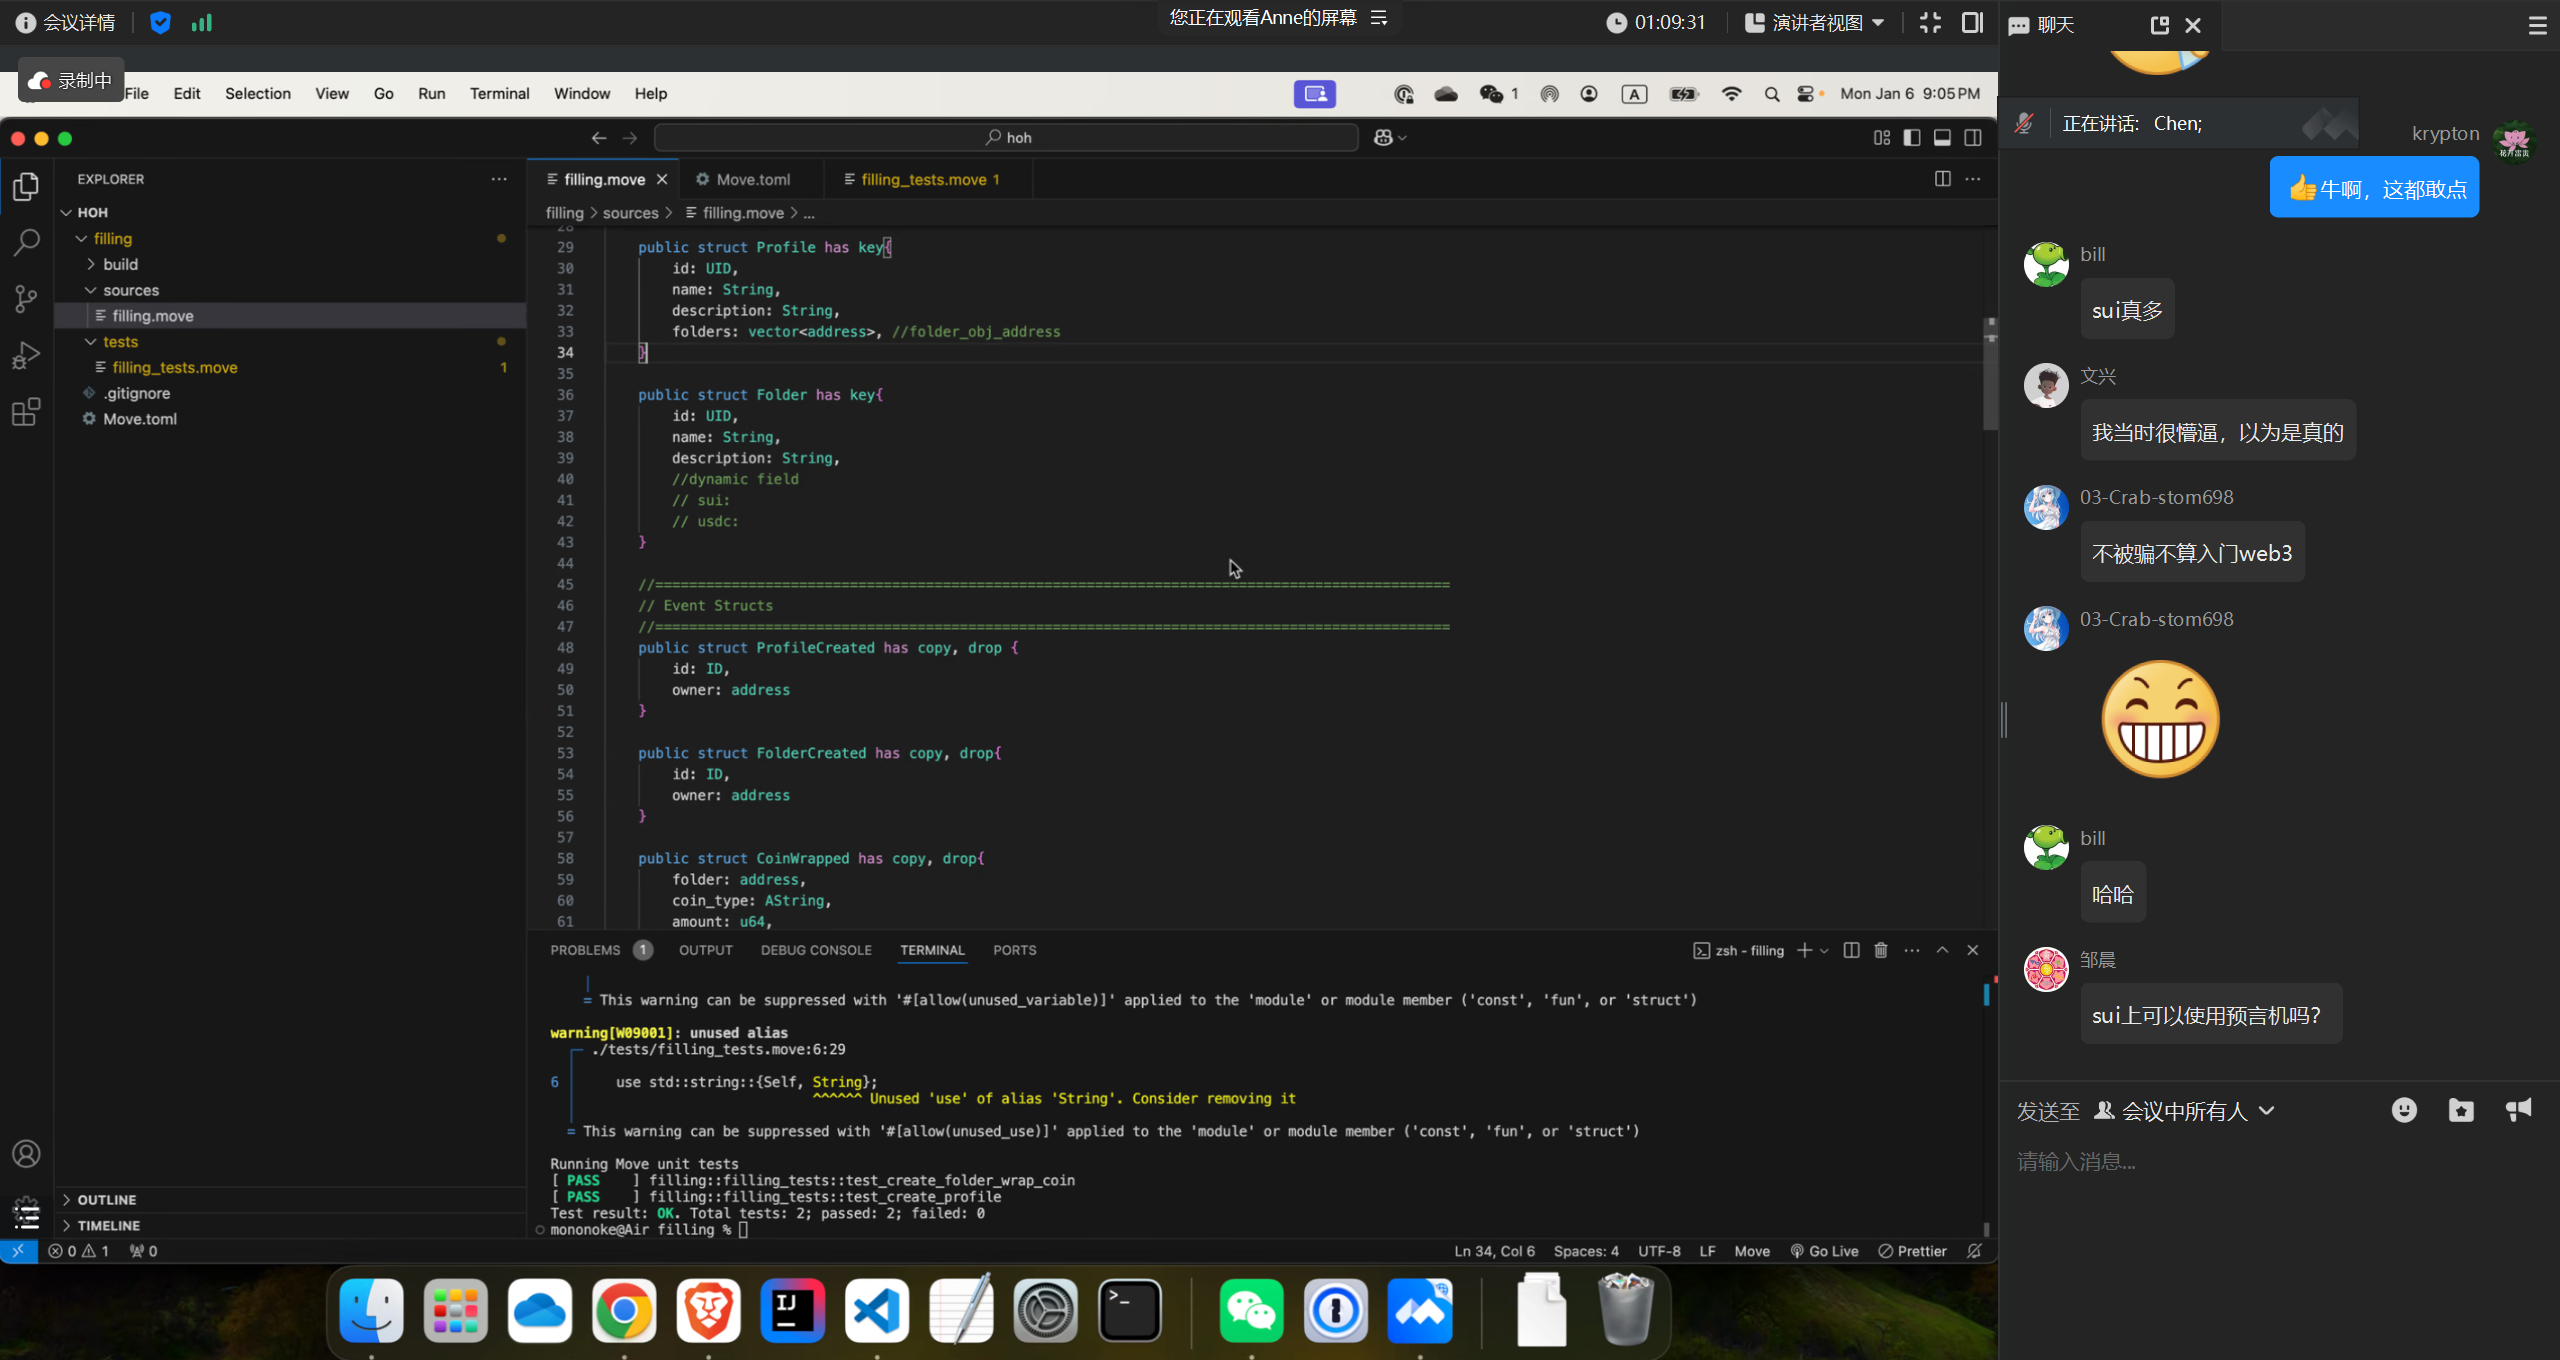 会议详情
您正在观看Anne的屏幕
01:09:31
演讲者视图
聊天
录制中
File Edit Selection View Go Run Terminal Window Help
1
A
Mon Jan 6 9:05 PM
hoh
EXPLORER
HOH
filling
build
sources
filling.move
tests
filling_tests.move 1
.gitignore
Move.toml
OUTLINE
TIMELINE
filling.move
Move.toml
filling_tests.move 1
filling > sources > filling.move > ...
28
29 public struct Profile has key{
30 id: UID,
31 name: String,
32 description: String,
33 folders: vector<address>, //folder_obj_address
34 }
35
36 public struct Folder has key{
37 id: UID,
38 name: String,
39 description: String,
40 //dynamic field
41 // sui:
42 // usdc:
43 }
44
45 //==============================================================================================
46 // Event Structs
47 //==============================================================================================
48 public struct ProfileCreated has copy, drop {
49 id: ID,
50 owner: address
51 }
52
53 public struct FolderCreated has copy, drop{
54 id: ID,
55 owner: address
56 }
57
58 public struct CoinWrapped has copy, drop{
59 folder: address,
60 coin_type: AString,
61 amount: u64,
PROBLEMS 1 OUTPUT DEBUG CONSOLE TERMINAL PORTS
zsh - filling
= This warning can be suppressed with '#[allow(unused_variable)]' applied to the 'module' or module member ('const', 'fun', or 'struct')
warning[W09001]: unused alias
./tests/filling_tests.move:6:29
6 use std::string::{Self, String};
^^^^^^ Unused 'use' of alias 'String'. Consider removing it
= This warning can be suppressed with '#[allow(unused_use)]' applied to the 'module' or module member ('const', 'fun', or 'struct')
Running Move unit tests
[ PASS ] filling::filling_tests::test_create_folder_wrap_coin
[ PASS ] filling::filling_tests::test_create_profile
Test result: OK. Total tests: 2; passed: 2; failed: 0
mononoke@Air filling %
0 1 0
Ln 34, Col 6 Spaces: 4 UTF-8 LF Move Go Live Prettier
IJ
>_
正在讲话: Chen;
krypton
花开富贵
👍牛啊，这都敢点
bill
sui真多
文兴
我当时很懵逼，以为是真的
03-Crab-stom698
不被骗不算入门web3
03-Crab-stom698
bill
哈哈
邹晨
sui上可以使用预言机吗?
发送至 会议中所有人
请输入消息...